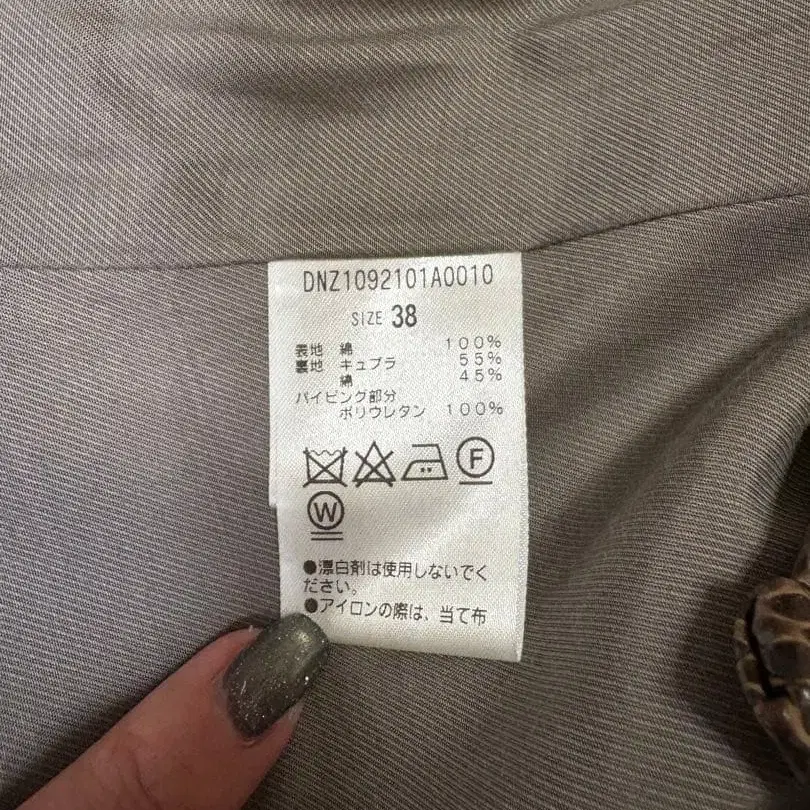 DNZ1092101A0010
SIZE 38
表地 綿 100%
裏地 キュプラ 55%
綿 45%
パイピング部分
ポリウレタン 100%
F
W
●漂白剤は使用しないでく
ださい。
●アイロンの際は、当て布